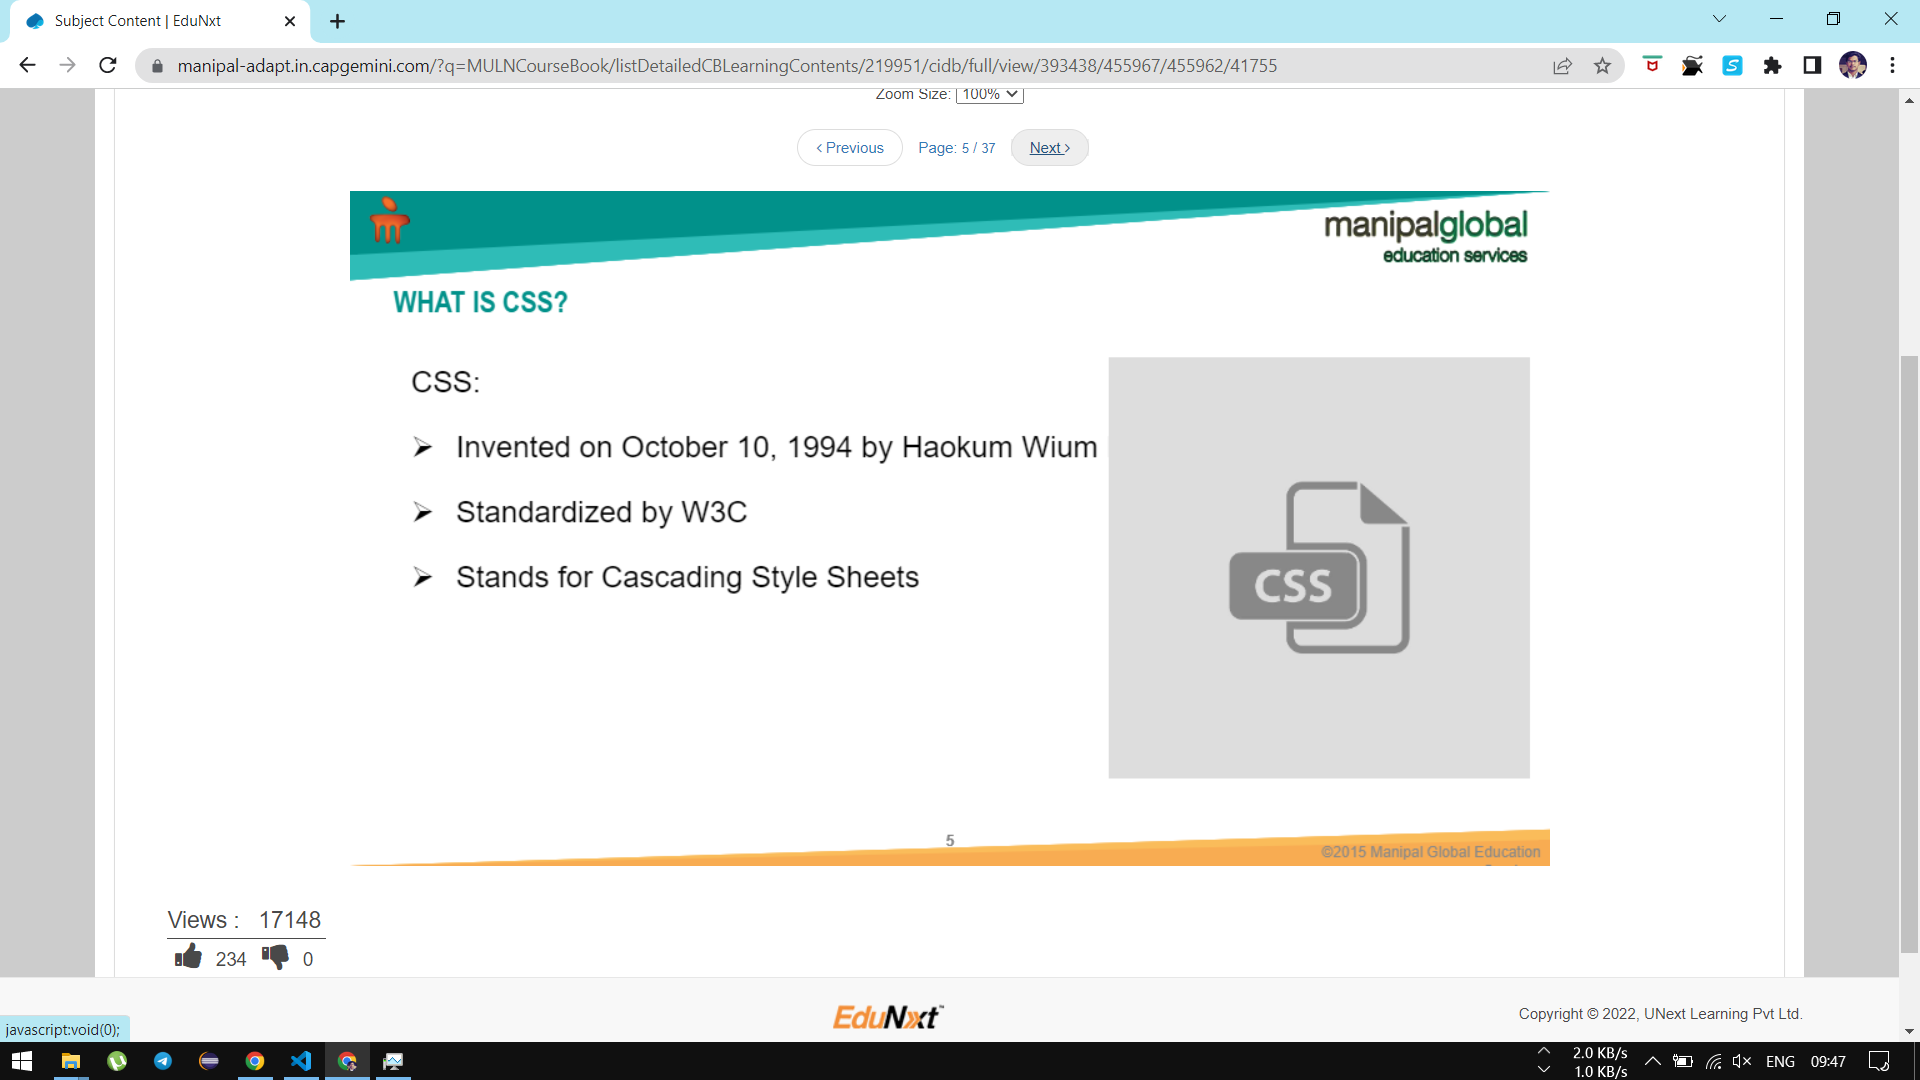 Subject Content | EduNxt
manipal-adapt.in.capgemini.com/?q=MULNCourseBook/listDetailedCBLearningContents/219951/cidb/full/view/393438/455967/455962/41755
Zoom Size: 100%
‹ Previous Page: 5 / 37 Next ›
manipalglobal
education services
WHAT IS CSS?
CSS:
➢ Invented on October 10, 1994 by Haokum Wium
➢ Standardized by W3C
➢ Stands for Cascading Style Sheets
CSS
5
©2015 Manipal Global Education
Views : 17148
234 0
EduNxt™
Copyright © 2022, UNext Learning Pvt Ltd.
javascript:void(0);
2.0 KB/s
1.0 KB/s
ENG 09:47